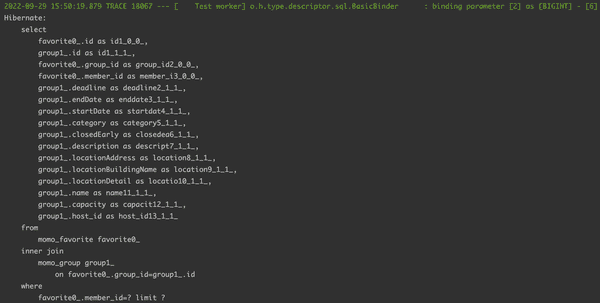 2022-09-29 15:50:19.879 TRACE 18067 --- [    Test worker] o.h.type.descriptor.sql.BasicBinder      : binding parameter [2] as [BIGINT] - [6]
Hibernate:
    select
        favorite0_.id as id1_0_0_,
        group1_.id as id1_1_1_,
        favorite0_.group_id as group_id2_0_0_,
        favorite0_.member_id as member_i3_0_0_,
        group1_.deadline as deadline2_1_1_,
        group1_.endDate as enddate3_1_1_,
        group1_.startDate as startdat4_1_1_,
        group1_.category as category5_1_1_,
        group1_.closedEarly as closedea6_1_1_,
        group1_.description as descript7_1_1_,
        group1_.locationAddress as location8_1_1_,
        group1_.locationBuildingName as location9_1_1_,
        group1_.locationDetail as locatio10_1_1_,
        group1_.name as name11_1_1_,
        group1_.capacity as capacit12_1_1_,
        group1_.host_id as host_id13_1_1_
    from
        momo_favorite favorite0_
    inner join
        momo_group group1_
            on favorite0_.group_id=group1_.id
    where
        favorite0_.member_id=? limit ?